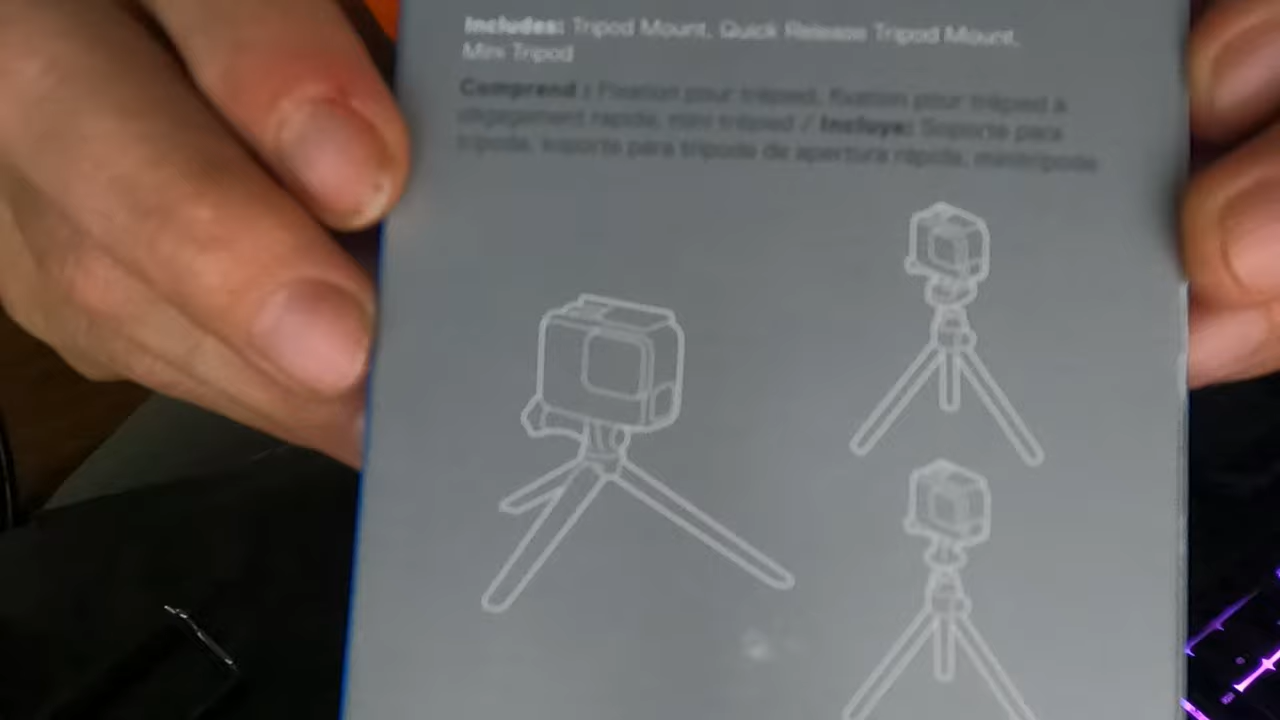 Includes: Tripod Mount, Quick Release Tripod Mount,
Mini Tripod
Comprend : Fixation pour trépied, fixation pour trépied à
dégagement rapide, mini trépied / Incluye: Soporte para
trípode, soporte para trípode de apertura rápida, minitrípode